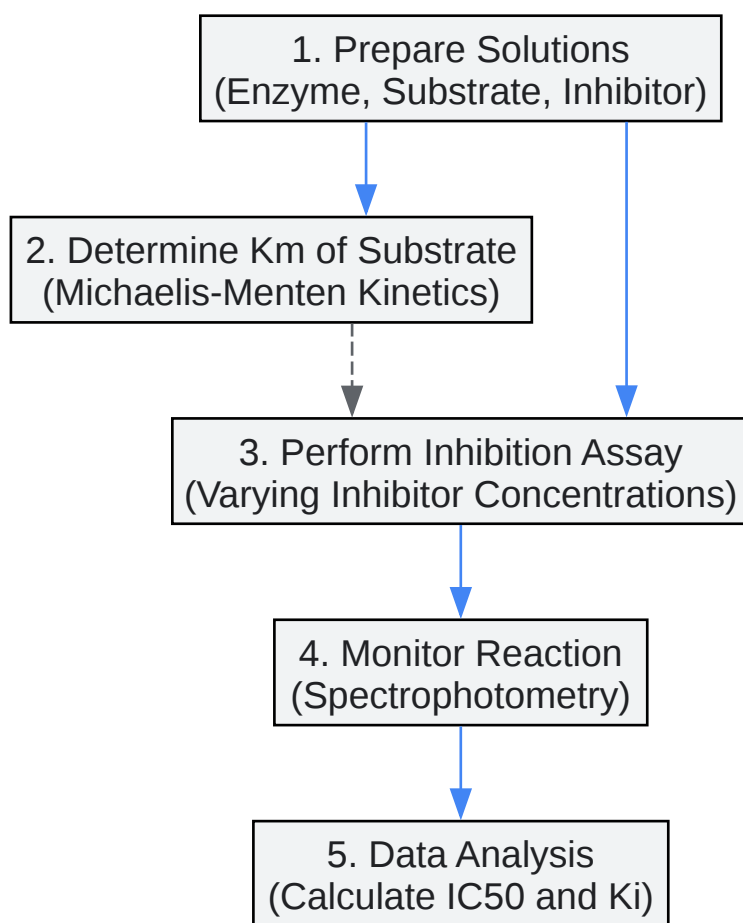 1. Prepare Solutions
(Enzyme, Substrate, Inhibitor)
2. Determine Km of Substrate
(Michaelis-Menten Kinetics)
3. Perform Inhibition Assay
(Varying Inhibitor Concentrations)
4. Monitor Reaction
(Spectrophotometry)
5. Data Analysis
(Calculate IC50 and Ki)